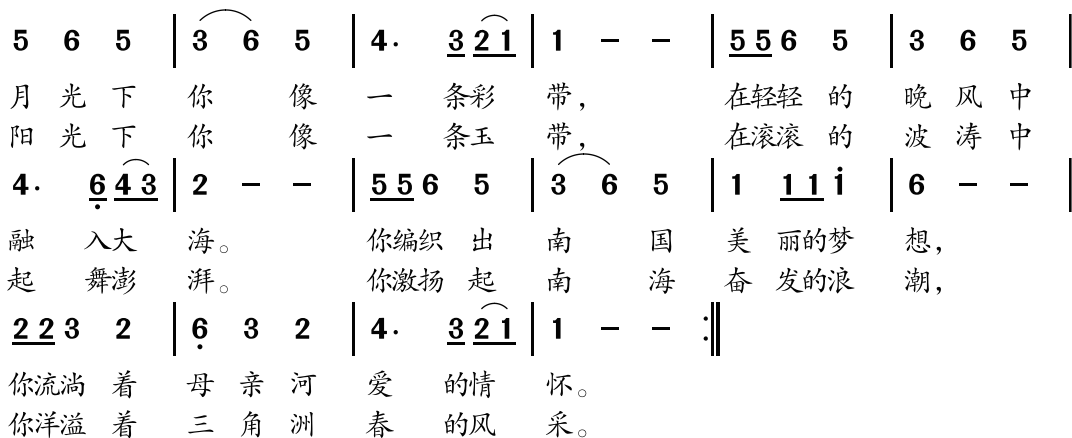 5 6 5 | 3 6 5 | 4· 3 2 1 | 1 – – | 5 5 6 5 | 3 6 5 |
月光下 你 像 一 条彩 带， 在轻轻的 晚风中
阳光下 你 像 一 条玉 带， 在滚滚的 波涛中
4· 6̣ 4 3 | 2 – – | 5 5 6 5 | 3 6 5 | 1 1 1 1̇ | 6 – – |
融 入大 海。 你编织出 南 国 美丽的梦 想，
起 舞澎 湃。 你激扬起 南 海 奋发的浪 潮，
2 2 3 2 | 6̣ 3 2 | 4· 3 2 1 | 1 – – :‖
你流淌着 母亲河 爱 的情 怀。
你洋溢着 三角洲 春 的风 采。